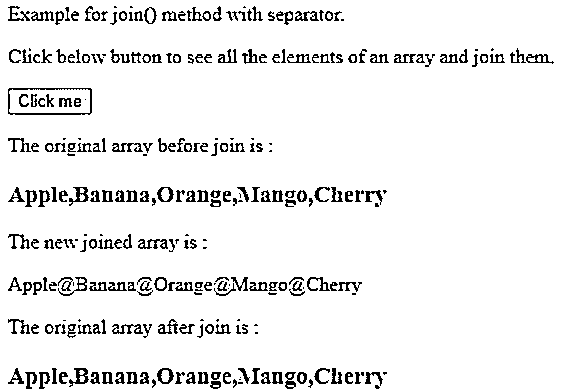 Example for join() method with separator.
Click below button to see all the elements of an array and join them.
Click me
The original array before join is :
Apple,Banana,Orange,Mango,Cherry
The new joined array is :
Apple@Banana@Orange@Mango@Cherry
The original array after join is :
Apple,Banana,Orange,Mango,Cherry